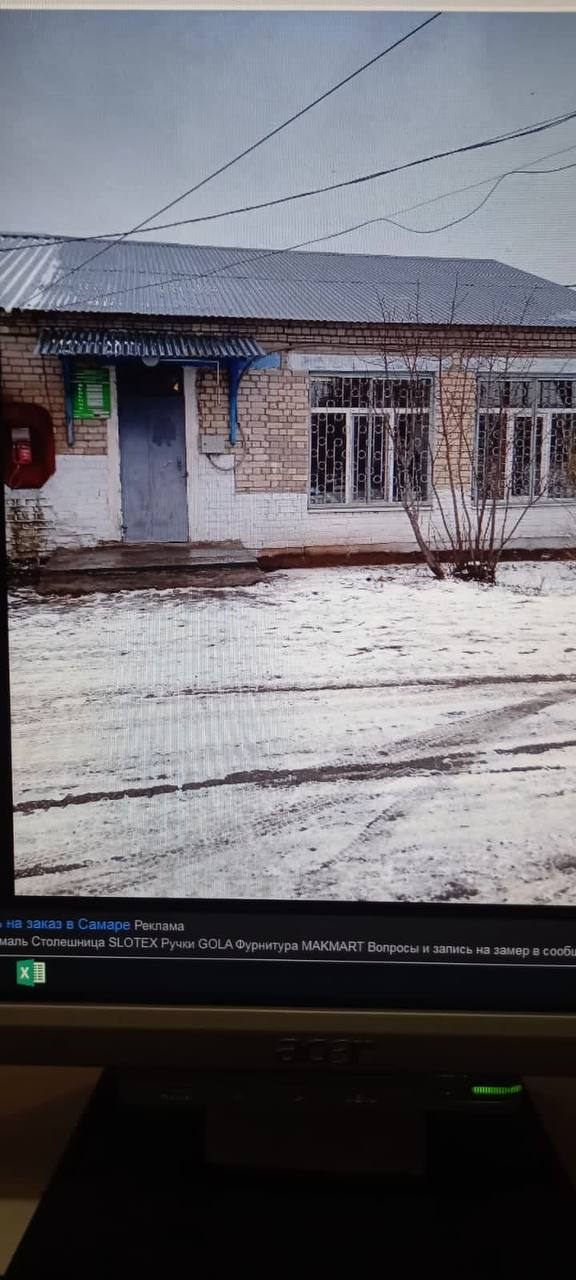 на заказ в Самаре Реклама
маль Столешница SLOTEX Ручки GOLA Фурнитура MAKMART Вопросы и запись на замер в сообщ
X
acer